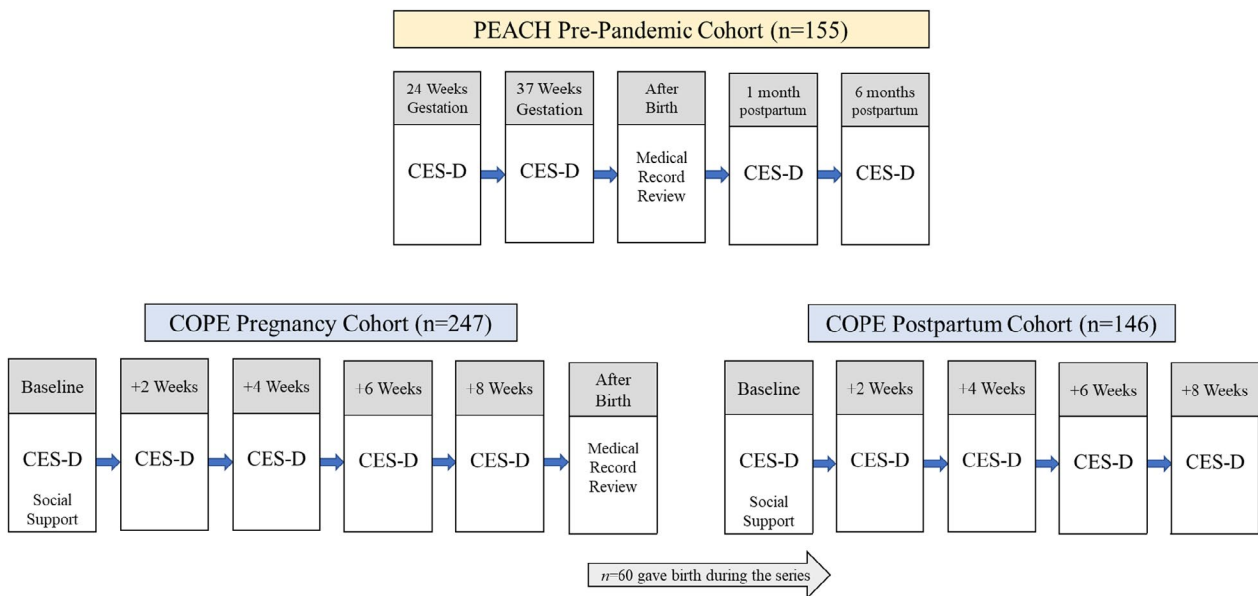 PEACH Pre-Pandemic Cohort (n=155)
24 Weeks
Gestation
CES-D
37 Weeks
Gestation
CES-D
After
Birth
Medical
Record
Review
1 month
postpartum
CES-D
6 months
postpartum
CES-D
COPE Pregnancy Cohort (n=247)
Baseline
CES-D
Social
Support
+2 Weeks
CES-D
+4 Weeks
CES-D
+6 Weeks
CES-D
+8 Weeks
CES-D
After
Birth
Medical
Record
Review
COPE Postpartum Cohort (n=146)
Baseline
CES-D
Social
Support
+2 Weeks
CES-D
+4 Weeks
CES-D
+6 Weeks
CES-D
+8 Weeks
CES-D
n=60 gave birth during the series